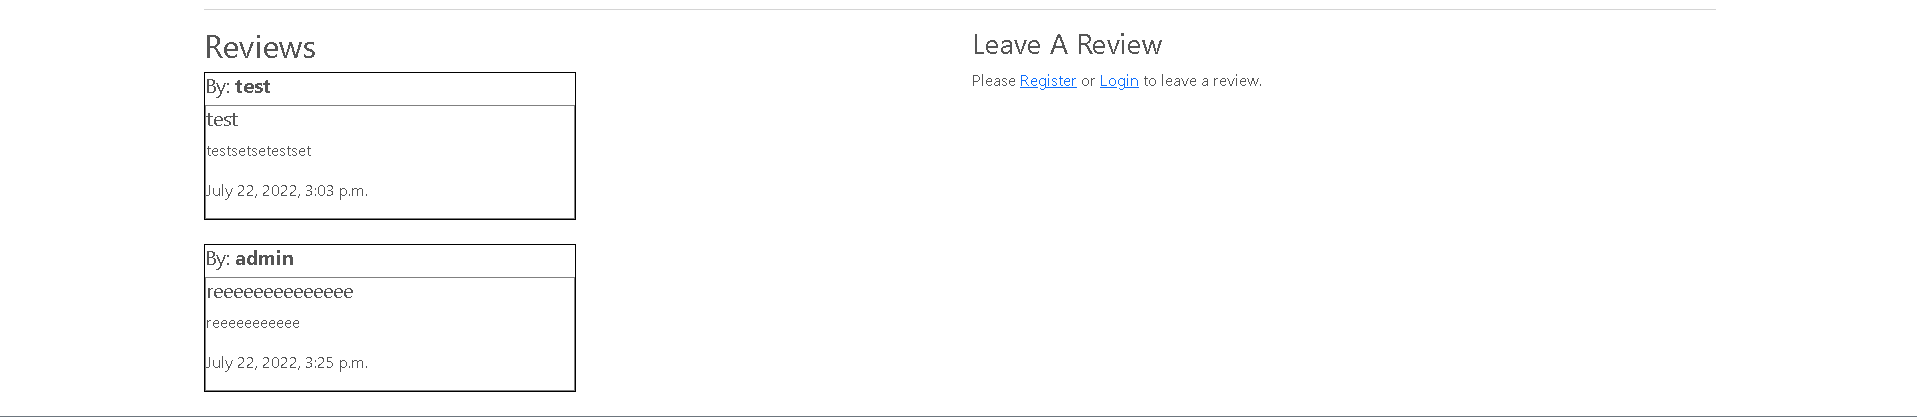 Reviews
By: test
test
testsetsetestset
July 22, 2022, 3:03 p.m.
By: admin
reeeeeeeeeeeeee
reeeeeeeeeee
July 22, 2022, 3:25 p.m.
Leave A Review
Please Register or Login to leave a review.